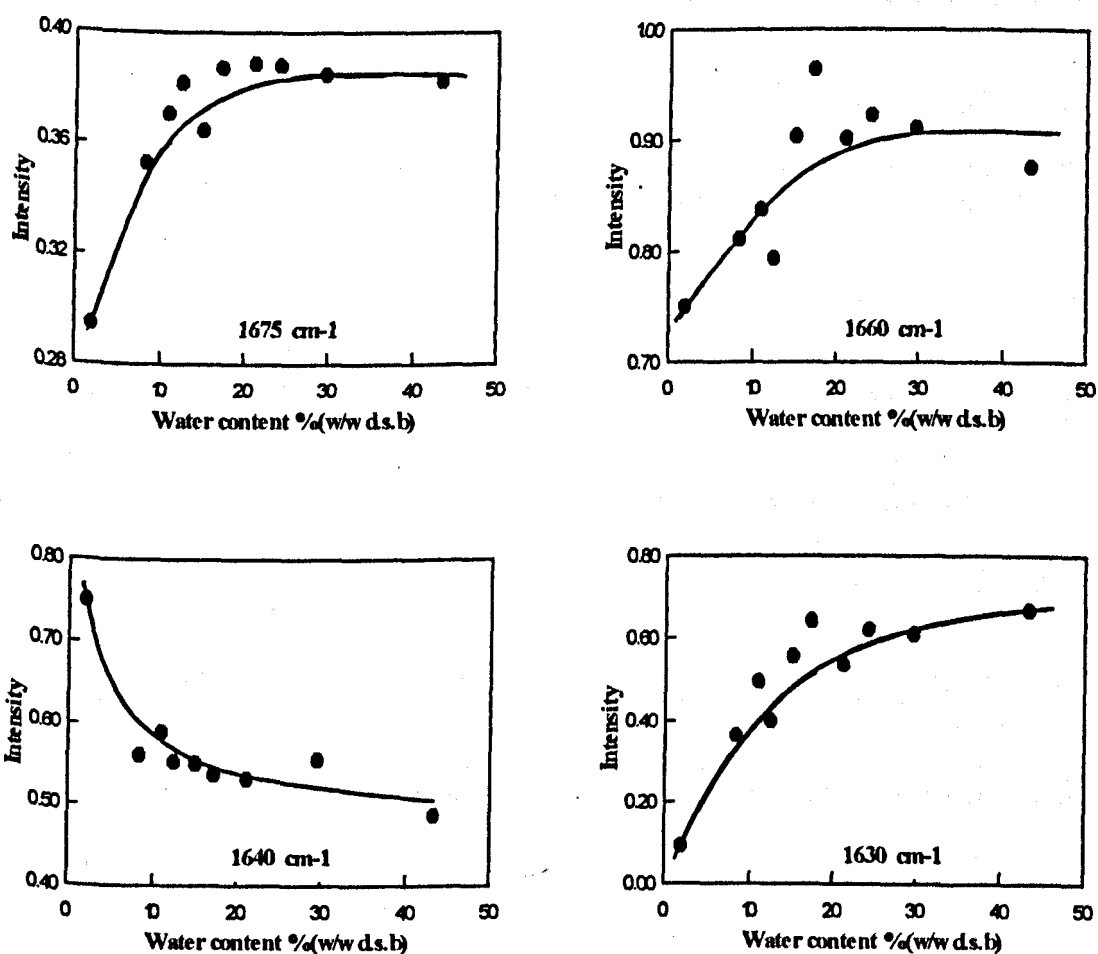 0.40
0.36
0.32
0.28
Intensity
1675 cm-1
0 10 20 30 40 50
Water content %(w/w d.s.b)
1.00
0.90
0.80
0.70
Intensity
1660 cm-1
0 10 20 30 40 50
Water content %(w/w d.s.b)
0.80
0.70
0.60
0.50
0.40
Intensity
1640 cm-1
0 10 20 30 40 50
Water content %(w/w d.s.b)
0.80
0.60
0.40
0.20
0.00
Intensity
1630 cm-1
0 10 20 30 40 50
Water content %(w/w d.s.b)